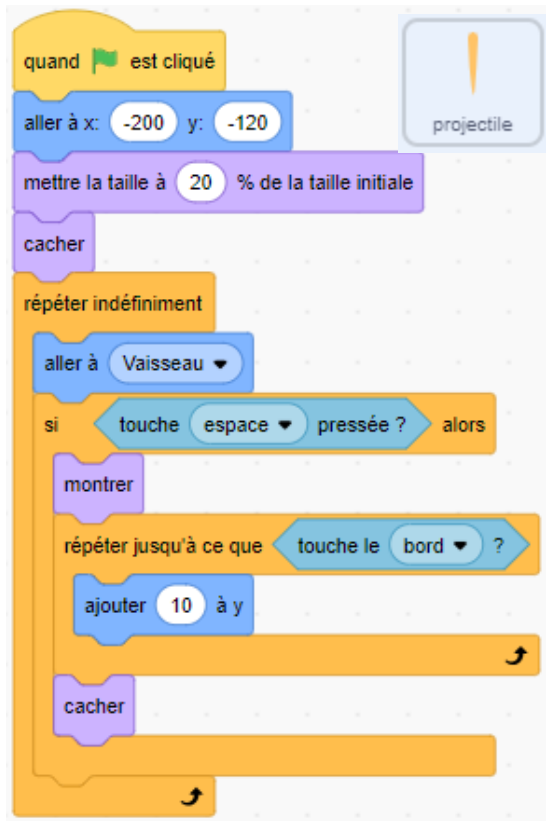 quand est cliqué
projectile
aller à x: -200 y: -120
mettre la taille à 20 % de la taille initiale
cacher
répéter indéfiniment
aller à Vaisseau
si touche espace pressée ? alors
montrer
répéter jusqu'à ce que touche le bord ?
ajouter 10 à y
cacher